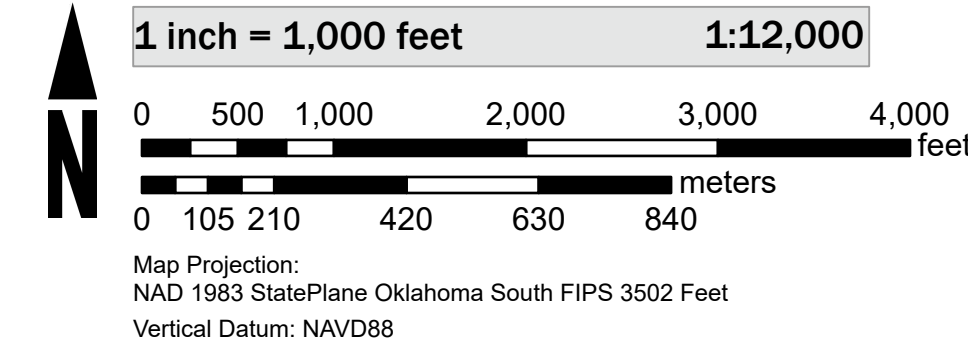 1 inch = 1,000 feet 1:12,000
0 500 1,000 2,000 3,000 4,000
feet
meters
0 105 210 420 630 840
N
Map Projection:
NAD 1983 StatePlane Oklahoma South FIPS 3502 Feet
Vertical Datum: NAVD88